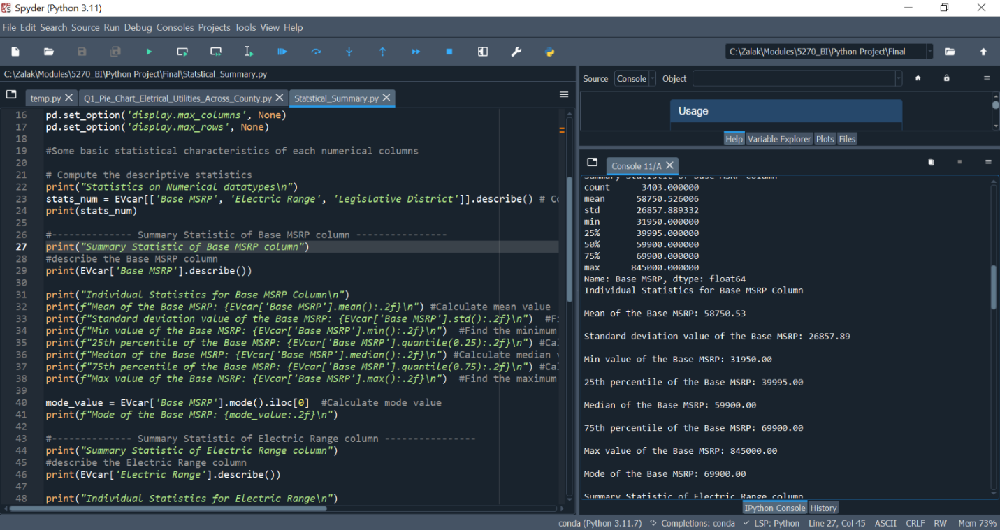 Spyder (Python 3.11)
File Edit Search Source Run Debug Consoles Projects Tools View Help
C:\Zalak\Modules\5270_BI\Python Project\Final
C:\Zalak\Modules\5270_BI\Python Project\Final\Statstical_Summary.py
temp.py Q1_Pie_Chart_Eletrical_Utilities_Across_County.py Statstical_Summary.py
16 pd.set_option('display.max_columns', None)
17 pd.set_option('display.max_rows', None)
18
19 #Some basic statistical characteristics of each numerical columns
20
21 # Compute the descriptive statistics
22 print("Statistics on Numerical datatypes\n")
23 stats_num = EVcar[['Base MSRP', 'Electric Range', 'Legislative District']].describe() #
24 print(stats_num)
25
26 #-------------- Summary Statistic of Base MSRP column ----------------
27 print("Summary Statistic of Base MSRP column")
28 #describe the Base MSRP column
29 print(EVcar['Base MSRP'].describe())
30
31 print("Individual Statistics for Base MSRP Column\n")
32 print(f"Mean of the Base MSRP: {EVcar['Base MSRP'].mean():.2f}\n") #Calculate mean value
33 print(f"Standard deviation value of the Base MSRP: {EVcar['Base MSRP'].std():.2f}\n") #F
34 print(f"Min value of the Base MSRP: {EVcar['Base MSRP'].min():.2f}\n") #Find the minimum
35 print(f"25th percentile of the Base MSRP: {EVcar['Base MSRP'].quantile(0.25):.2f}\n") #Cal
36 print(f"Median of the Base MSRP: {EVcar['Base MSRP'].median():.2f}\n") #Calculate median
37 print(f"75th percentile of the Base MSRP: {EVcar['Base MSRP'].quantile(0.75):.2f}\n") #Cal
38 print(f"Max value of the Base MSRP: {EVcar['Base MSRP'].max():.2f}\n") #Find the maximum
39
40 mode_value = EVcar['Base MSRP'].mode().iloc[0] #Calculate mode value
41 print(f"Mode of the Base MSRP: {mode_value:.2f}\n")
42
43 #-------------- Summary Statistic of Electric Range column ----------------
44 print("Summary Statistic of Electric Range column")
45 #describe the Electric Range column
46 print(EVcar['Electric Range'].describe())
47
48 print("Individual Statistics for Electric Range\n")
Source Console Object
Usage
Help Variable Explorer Plots Files
Console 11/A
Summary Statistic of Base MSRP column
count 3403.000000
mean 58750.526006
std 26857.889332
min 31950.000000
25% 39995.000000
50% 59900.000000
75% 69900.000000
max 845000.000000
Name: Base MSRP, dtype: float64
Individual Statistics for Base MSRP Column
Mean of the Base MSRP: 58750.53
Standard deviation value of the Base MSRP: 26857.89
Min value of the Base MSRP: 31950.00
25th percentile of the Base MSRP: 39995.00
Median of the Base MSRP: 59900.00
75th percentile of the Base MSRP: 69900.00
Max value of the Base MSRP: 845000.00
Mode of the Base MSRP: 69900.00
Summary Statistic of Electric Range column
IPython Console History
conda (Python 3.11.7) Completions: conda LSP: Python Line 27, Col 45 ASCII CRLF RW Mem 73%